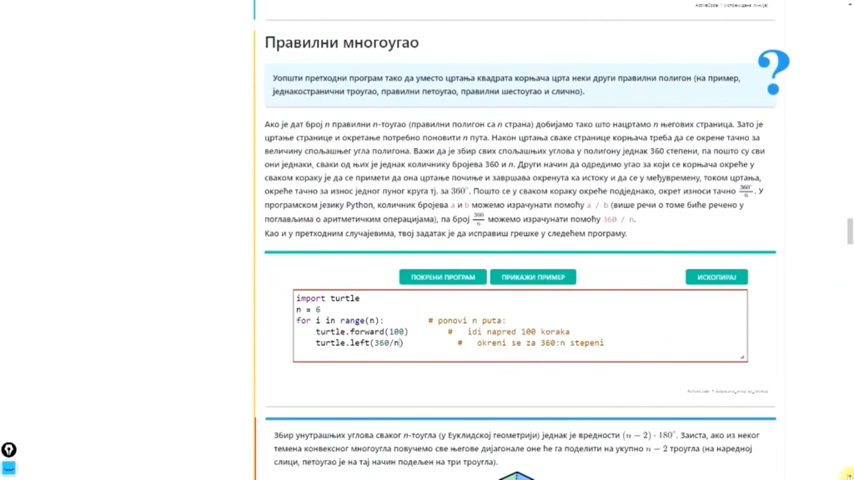 Правилни многоугао
Уопшти претходни програм тако да уместо цртања квадрата корњача црта неки други правилни полигон (на пример,
једнакостранични троугао, правилни петоугао, правилни шестоугао и слично).
?
Ако је дат број n правилни n-тоугао (правилни полигон са n страна) добијамо тако што нацртамо n његових страница. Зато је
цртање странице и окретање потребно поновити n пута. Након цртања сваке странице корњача треба да се окрене тачно за
величину спољашњег угла полигона. Важи да је збир свих спољашњих углова у полигону једнак 360 степени, па пошто су сви
они једнаки, сваки од њих је једнак количнику бројева 360 и n. Други начин да одредимо угао за који се корњача окреће у
сваком кораку је да се примети да она цртање почиње и завршава окренута ка истоку и да се у међувремену, током цртања,
окреће тачно за износ једног пуног круга тј. за 360°. Пошто се у сваком кораку окреће подједнако, окрет износи тачно 360°/n. У
програмском језику Python, количник бројева a и b можемо израчунати помоћу a / b (више речи о томе биће речено у
поглављима о аритметичким операцијама), па број 360/n можемо израчунати помоћу 360 / n.
Као и у претходним случајевима, твој задатак је да исправиш грешке у следећем програму.
ПОКРЕНИ ПРОГРАМ ПРИКАЖИ ПРИМЕР ИСКОПИРАЈ
import turtle
n = 6
for i in range(n): # ponovi n puta:
turtle.forward(100) # idi napred 100 koraka
turtle.left(360/n) # okreni se za 360:n stepeni
Збир унутрашњих углова сваког n-тоугла (у Еуклидској геометрији) једнак је вредности (n − 2) · 180°. Заиста, ако из неког
темена конвексног многоугла повучемо све његове дијагонале оне ће га поделити на укупно n − 2 троугла (на наредној
слици, петоугао је на тај начин подељен на три троугла).